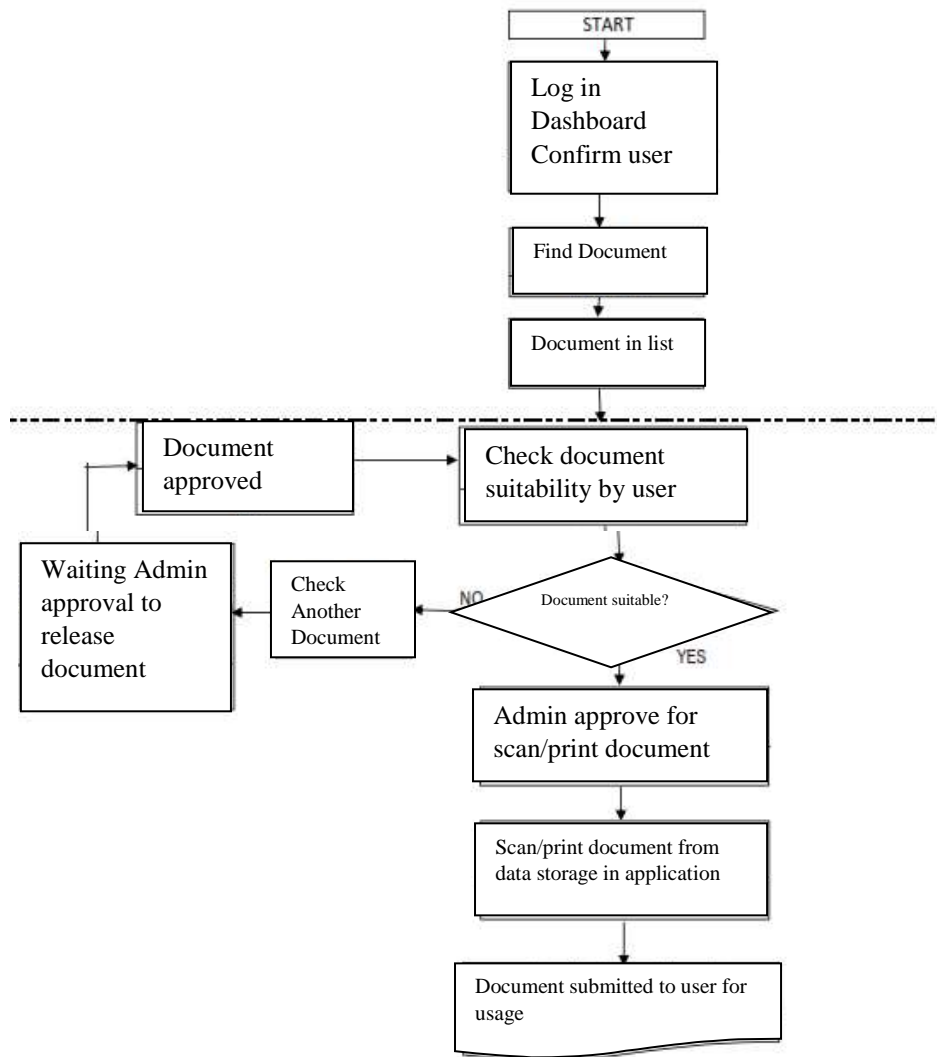 START
Log in
Dashboard
Confirm user
Find Document
Document in list
Document
approved
Check document
suitability by user
Waiting Admin
approval to
release
document
Check
Another
Document
NO
Document suitable?
YES
Admin approve for
scan/print document
Scan/print document from
data storage in application
Document submitted to user for
usage